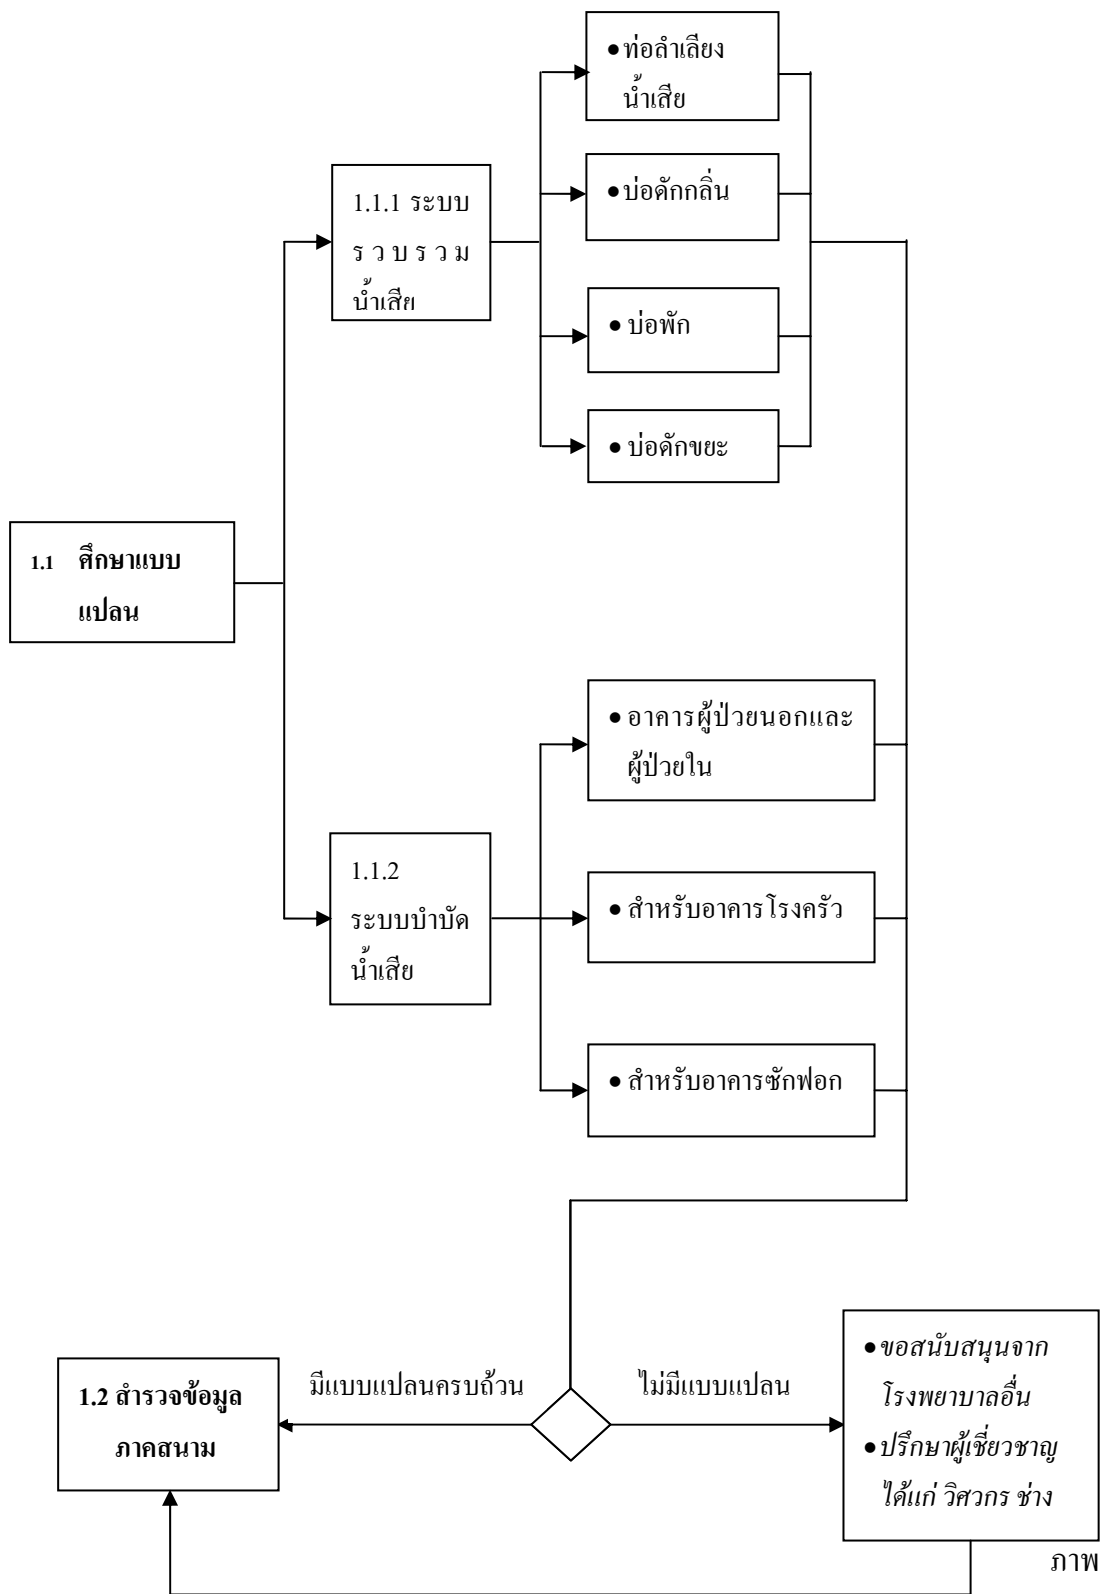 • ท่อลำเลียง
น้ำเสีย
1.1.1 ระบบ
ร ว บ ร ว ม
น้ำเสีย
• บ่อดักกลิ่น
• บ่อพัก
• บ่อดักขยะ
1.1 ศึกษาแบบ
แปลน
• อาคารผู้ป่วยนอกและ
ผู้ป่วยใน
1.1.2
ระบบบำบัด
น้ำเสีย
• สำหรับอาคารโรงครัว
• สำหรับอาคารซักฟอก
1.2 สำรวจข้อมูล
ภาคสนาม
มีแบบแปลนครบถ้วน
ไม่มีแบบแปลน
• ขอสนับสนุนจาก
โรงพยาบาลอื่น
• ปรึกษาผู้เชี่ยวชาญ
ได้แก่ วิศวกร ช่าง
ภาพ